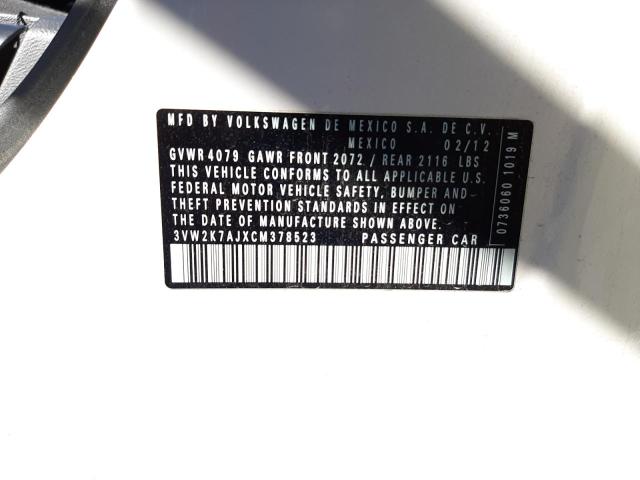 MFD BY VOLKSWAGEN DE MEXICO S.A. DE C.V.
MEXICO 02/12
GVWR 4079 GAWR FRONT 2072 / REAR 2116 LBS
THIS VEHICLE CONFORMS TO ALL APPLICABLE U.S.
FEDERAL MOTOR VEHICLE SAFETY, BUMPER AND
THEFT PREVENTION STANDARDS IN EFFECT ON
THE DATE OF MANUFACTURE SHOWN ABOVE.
3VW2K7AJXCM378523 PASSENGER CAR
0736060 1019 M